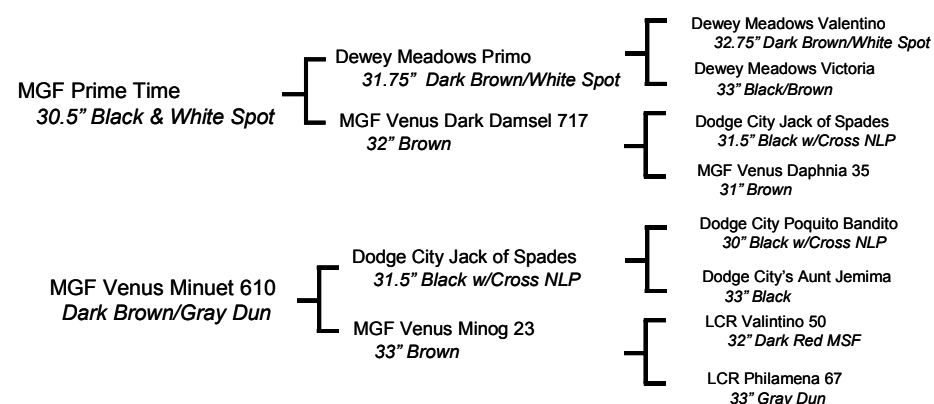 MGF Prime Time
30.5” Black & White Spot
Dewey Meadows Primo
31.75” Dark Brown/White Spot
Dewey Meadows Valentino
32.75” Dark Brown/White Spot
Dewey Meadows Victoria
33” Black/Brown
MGF Venus Dark Damsel 717
32” Brown
Dodge City Jack of Spades
31.5” Black w/Cross NLP
MGF Venus Daphnia 35
31” Brown
MGF Venus Minuet 610
Dark Brown/Gray Dun
Dodge City Jack of Spades
31.5” Black w/Cross NLP
Dodge City Poquito Bandito
30” Black w/Cross NLP
Dodge City’s Aunt Jemima
33” Black
MGF Venus Minog 23
33” Brown
LCR Valintino 50
32” Dark Red MSF
LCR Philamena 67
33” Gray Dun